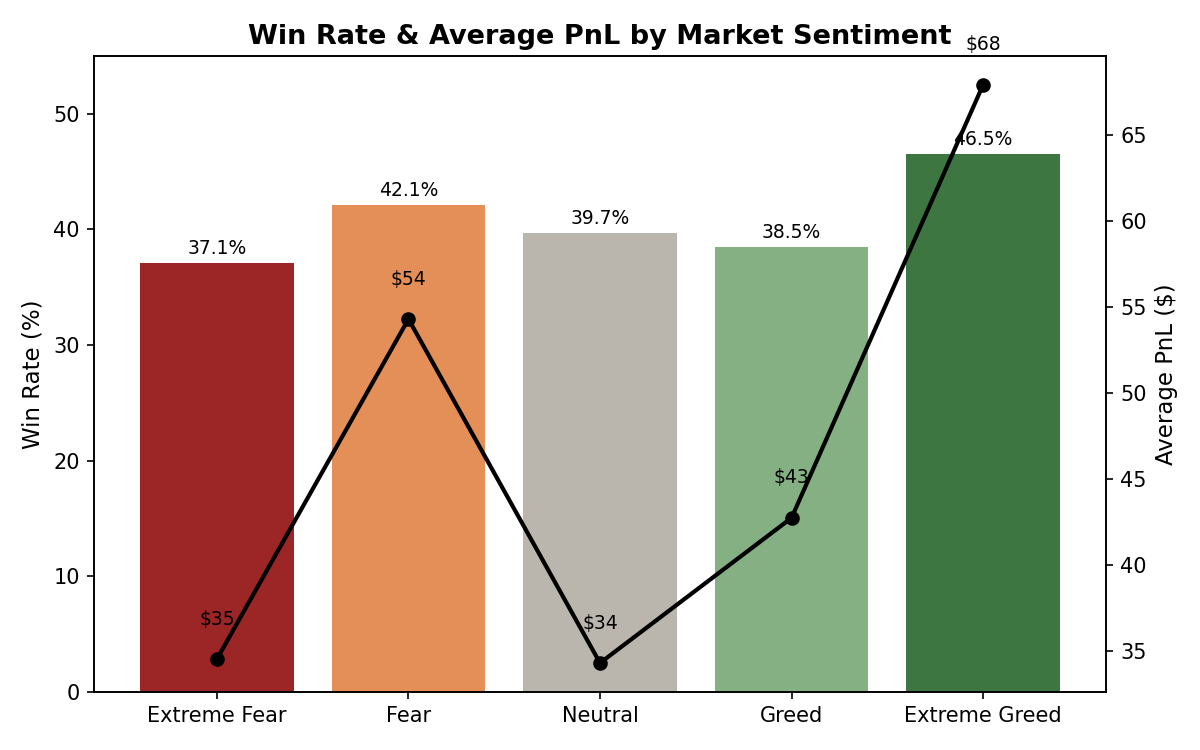 Win Rate & Average PnL by Market Sentiment
$68
50
65
46.5%
42.1%
40
39.7%
60
38.5%
37.1%
$54
55
30
Win Rate (%)
Average PnL ($)
50
20
$43
45
10
40
$35
$34
35
0
Extreme Fear
Fear
Neutral
Greed
Extreme Greed